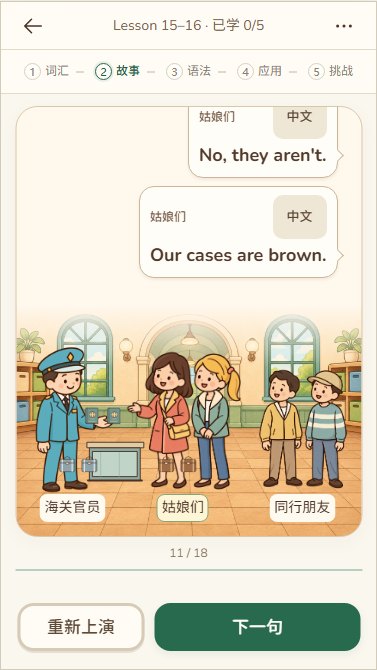 Lesson 15–16 · 已学 0/5
1 词汇 – 2 故事 – 3 语法 – 4 应用 – 5 挑战
姑娘们 中文
No, they aren't.
姑娘们 中文
Our cases are brown.
海关官员 姑娘们 同行朋友
11 / 18
重新上演 下一句